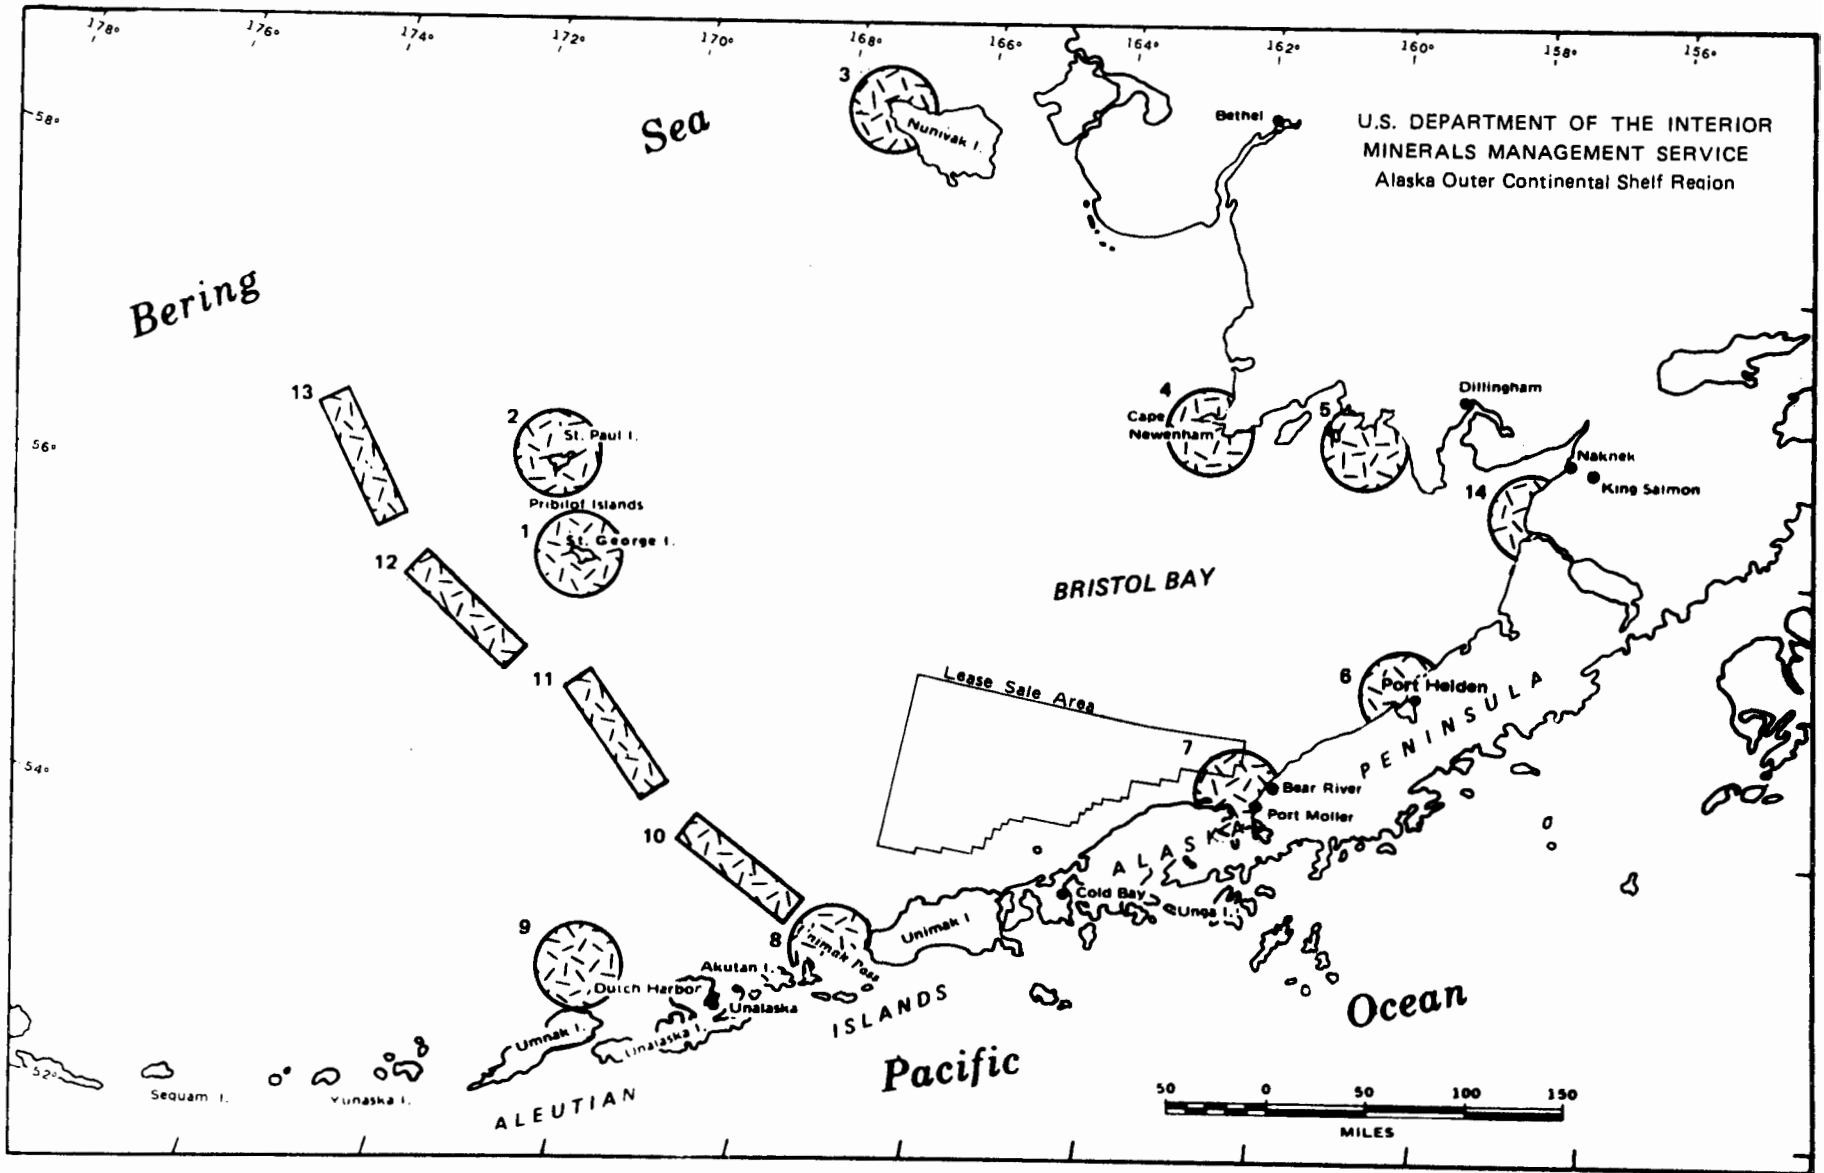 178° 176° 174° 172° 170° 168° 166° 164° 162° 160° 158° 156°
3
Sea
Nunivak I.
Bethel
U.S. DEPARTMENT OF THE INTERIOR
MINERALS MANAGEMENT SERVICE
Alaska Outer Continental Shelf Region
58°
Bering
13
2
St. Paul I.
Pribilof Islands
1
St. George I.
4
Cape
Newenham
5
Dillingham
Naknek
King Salmon
14
56°
12
BRISTOL BAY
11
Lease Sale Area
6
Port Heiden
7
Bear River
Port Moller
ALASKA PENINSULA
54°
10
Cold Bay
Unga I.
9
8
Unimak I
nimak Pass
Akutan I.
Dutch Harbor
Unalaska
Umnak I.
Unalaska I.
ALEUTIAN ISLANDS
Pacific Ocean
52°
Sequam I.
Yunaska I.
50 0 50 100 150
MILES